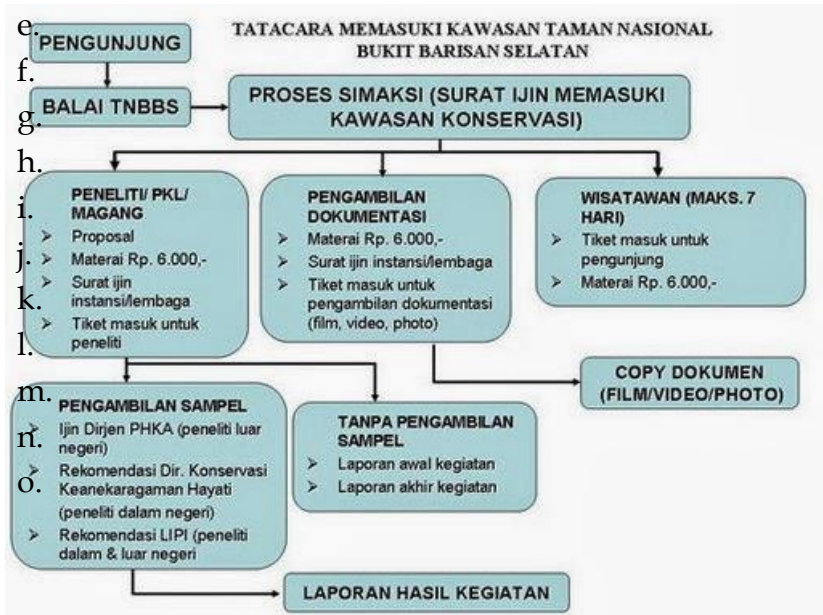 e.
PENGUNJUNG
TATACARA MEMASUKI KAWASAN TAMAN NASIONAL
BUKIT BARISAN SELATAN
f.
BALAI TNBBS
g.
PROSES SIMAKSI (SURAT IJIN MEMASUKI
KAWASAN KONSERVASI)
h.
i.
j.
k.
l.
PENELITI/ PKL/
MAGANG
➤ Proposal
➤ Materai Rp. 6.000,-
➤ Surat ijin
instansi/lembaga
➤ Tiket masuk untuk
peneliti
PENGAMBILAN
DOKUMENTASI
➤ Materai Rp. 6.000,-
➤ Surat ijin instansi/lembaga
➤ Tiket masuk untuk
pengambilan dokumentasi
(film, video, photo)
WISATAWAN (MAKS. 7
HARI)
➤ Tiket masuk untuk
pengunjung
➤ Materai Rp. 6.000,-
COPY DOKUMEN
(FILM/VIDEO/PHOTO)
m.
n.
o.
PENGAMBILAN SAMPEL
➤ Ijin Dirjen PHKA (peneliti luar
negeri)
➤ Rekomendasi Dir. Konservasi
Keanekaragaman Hayati
(peneliti dalam negeri)
➤ Rekomendasi LIPI (peneliti
dalam & luar negeri
TANPA PENGAMBILAN
SAMPEL
➤ Laporan awal kegiatan
➤ Laporan akhir kegiatan
LAPORAN HASIL KEGIATAN